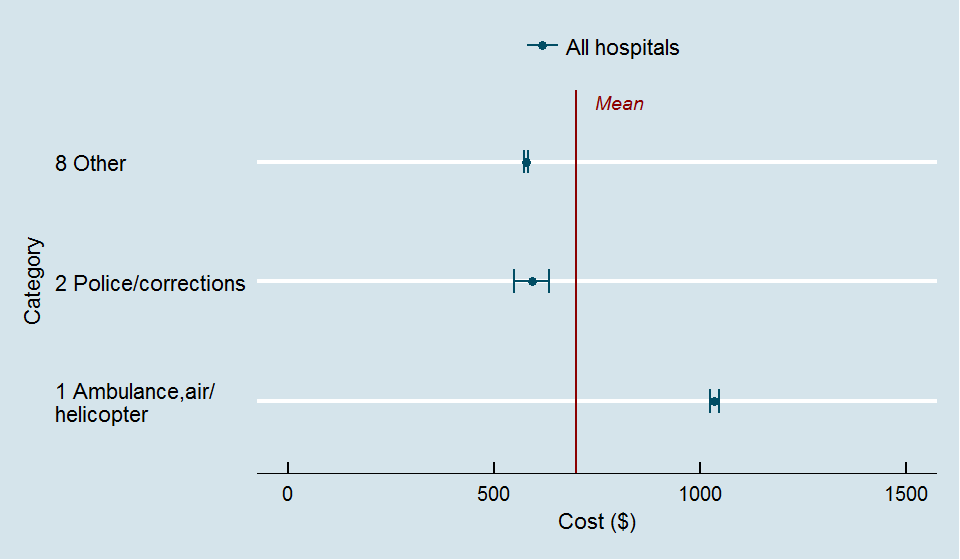 All hospitals
Mean
8 Other
2 Police/corrections
1 Ambulance,air/
helicopter
Category
0 500 1000 1500
Cost ($)